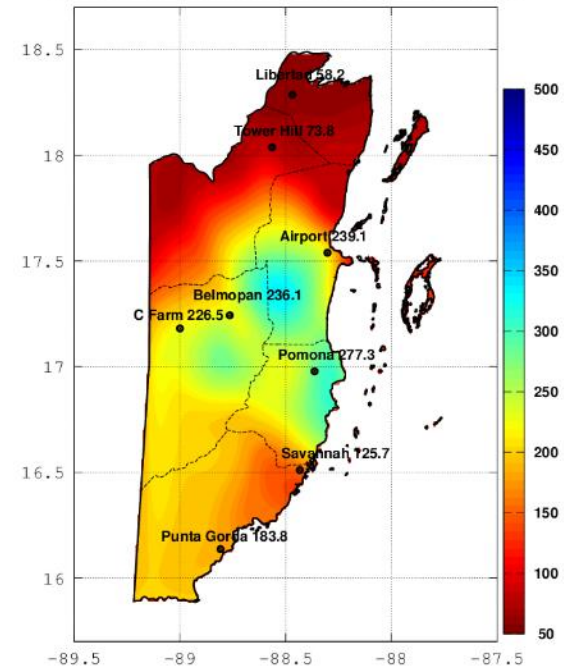 18.5
18
17.5
17
16.5
16
-89.5
-89
-88.5
-88
-87.5
Libertad 58.2
Tower Hill 73.8
Airport 239.1
Belmopan 236.1
C Farm 226.5
Pomona 277.3
Savannah 125.7
Punta Gorda 183.8
500
450
400
350
300
250
200
150
100
50